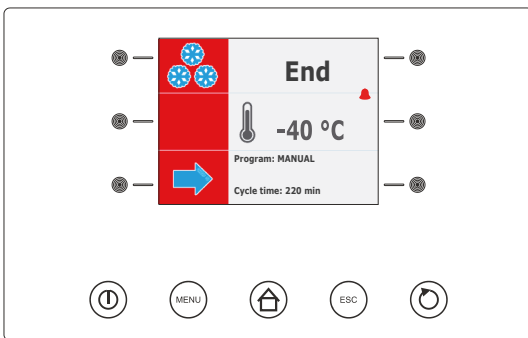 End
-40 °C
Program: MANUAL
Cycle time: 220 min
MENU
ESC